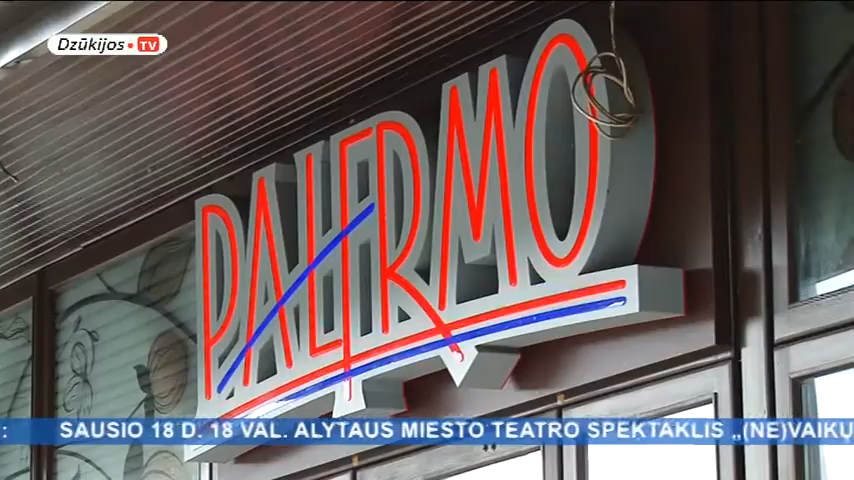 Dzūkijos TV
PALERMO
: SAUSIO 18 D. 18 VAL. ALYTAUS MIESTO TEATRO SPEKTAKLIS „(NE)VAIKŲ